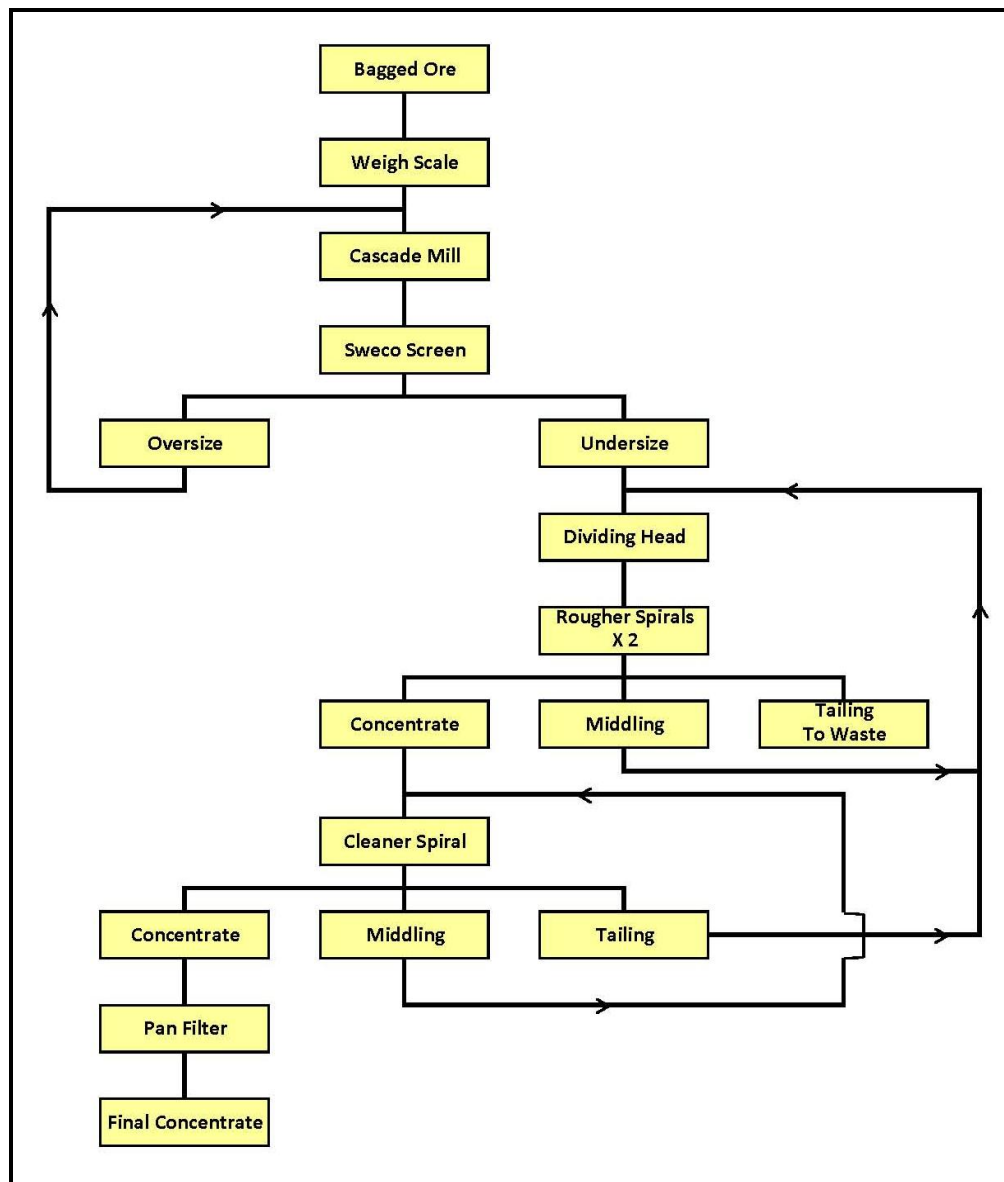 Bagged Ore
Weigh Scale
Cascade Mill
Sweco Screen
Oversize
Undersize
Dividing Head
Rougher Spirals
X 2
Concentrate
Middling
Tailing
To Waste
Cleaner Spiral
Concentrate
Middling
Tailing
Pan Filter
Final Concentrate